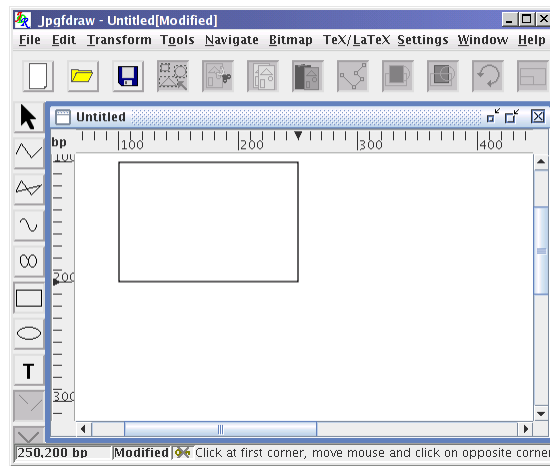 Jpgfdraw - Untitled[Modified]
File Edit Transform Tools Navigate Bitmap TeX/LaTeX Settings Window Help
Untitled
bp
100 200 300 400
100
200
300
T
250,200 bp Modified Click at first corner, move mouse and click on opposite corner